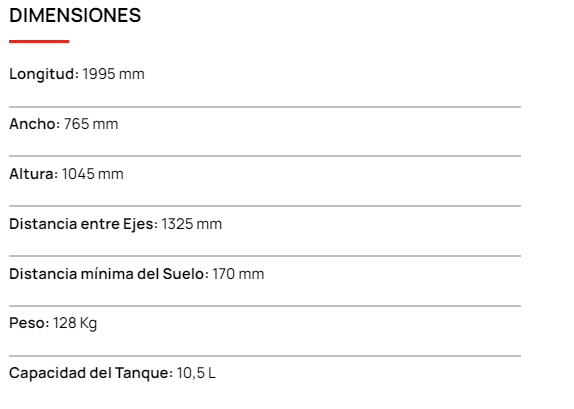 DIMENSIONES
Longitud: 1995 mm
Ancho: 765 mm
Altura: 1045 mm
Distancia entre Ejes: 1325 mm
Distancia mínima del Suelo: 170 mm
Peso: 128 Kg
Capacidad del Tanque: 10,5 L